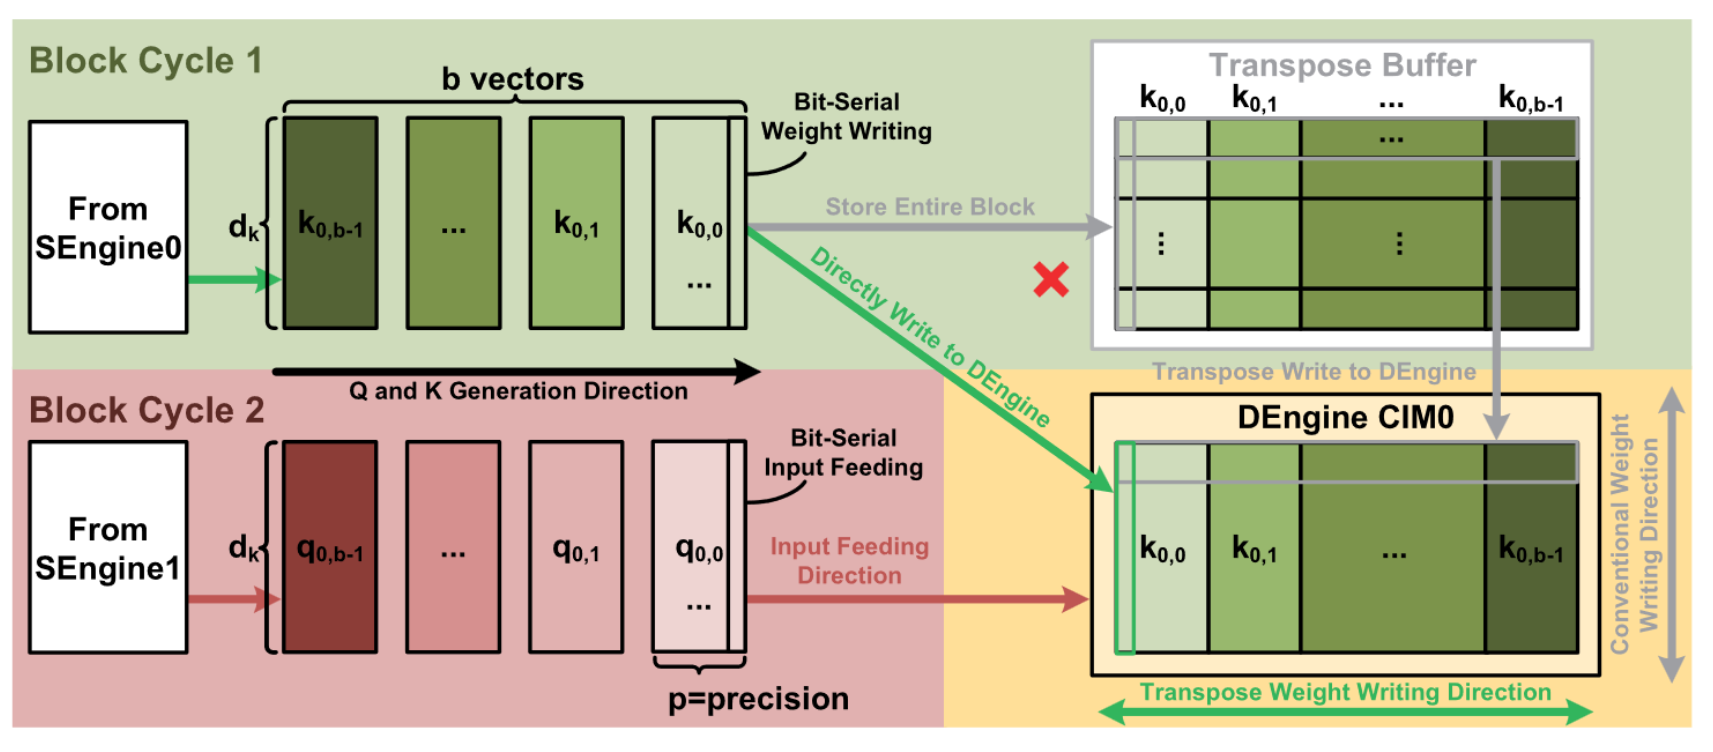 Block Cycle 1
b vectors
Bit-Serial
Weight Writing
Transpose Buffer
k0,0 k0,1 ... k0,b-1
...
From
SEngine0
dk
k0,b-1 ... k0,1 k0,0
...
Store Entire Block
⋮ ⋮
Directly Write to DEngine
Transpose Write to DEngine
Q and K Generation Direction
Block Cycle 2
Bit-Serial
Input Feeding
DEngine CIM0
From
SEngine1
dk
q0,b-1 ... q0,1 q0,0
...
Input Feeding
Direction
k0,0 k0,1 ... k0,b-1
Conventional Weight
Writing Direction
p=precision
Transpose Weight Writing Direction